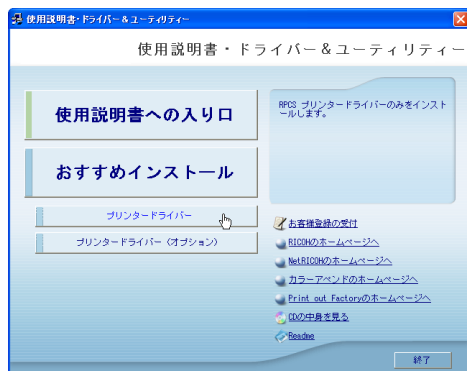 使用説明書・ドライバー＆ユーティリティー
使用説明書・ドライバー＆ユーティリティー
使用説明書への入り口
おすすめインストール
プリンタードライバー
プリンタードライバー（オプション）
RPCS プリンタードライバーのみをインスト
ールします。
お客様登録の受付
RICOHのホームページへ
NetRICOHのホームページへ
カラーアペンドのホームページへ
Print out Factoryのホームページへ
CDの中身を見る
Readme
終了